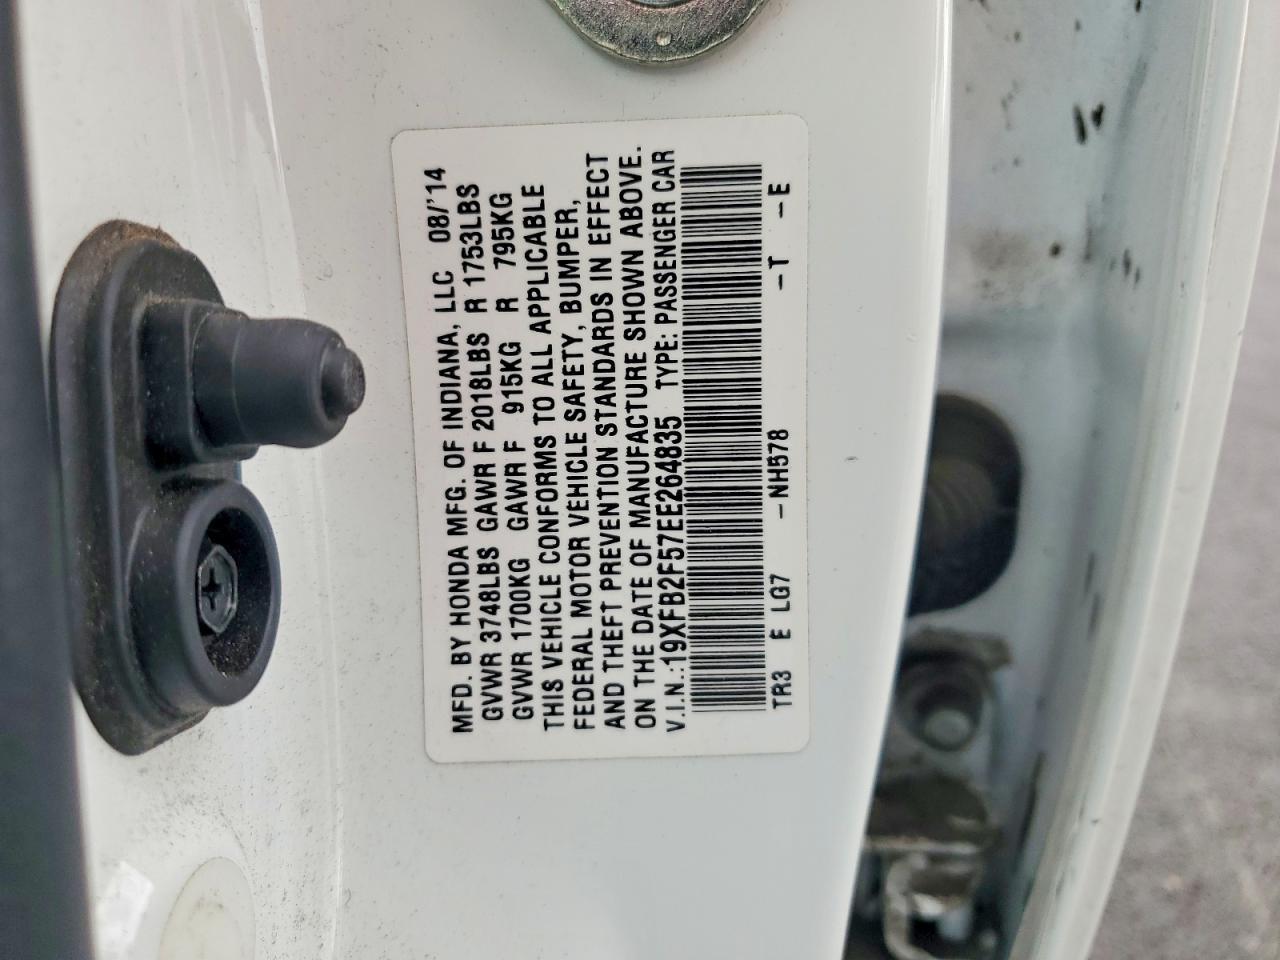 MFD. BY HONDA MFG. OF INDIANA, LLC 08/'14
GVWR 3748LBS GAWR F 2018LBS R 1753LBS
GVWR 1700KG GAWR F 915KG R 795KG
THIS VEHICLE CONFORMS TO ALL APPLICABLE
FEDERAL MOTOR VEHICLE SAFETY, BUMPER,
AND THEFT PREVENTION STANDARDS IN EFFECT
ON THE DATE OF MANUFACTURE SHOWN ABOVE.
V.I.N.:19XFB2F57EE264835 TYPE: PASSENGER CAR
TR3 E LG7 -NH578 -T -E